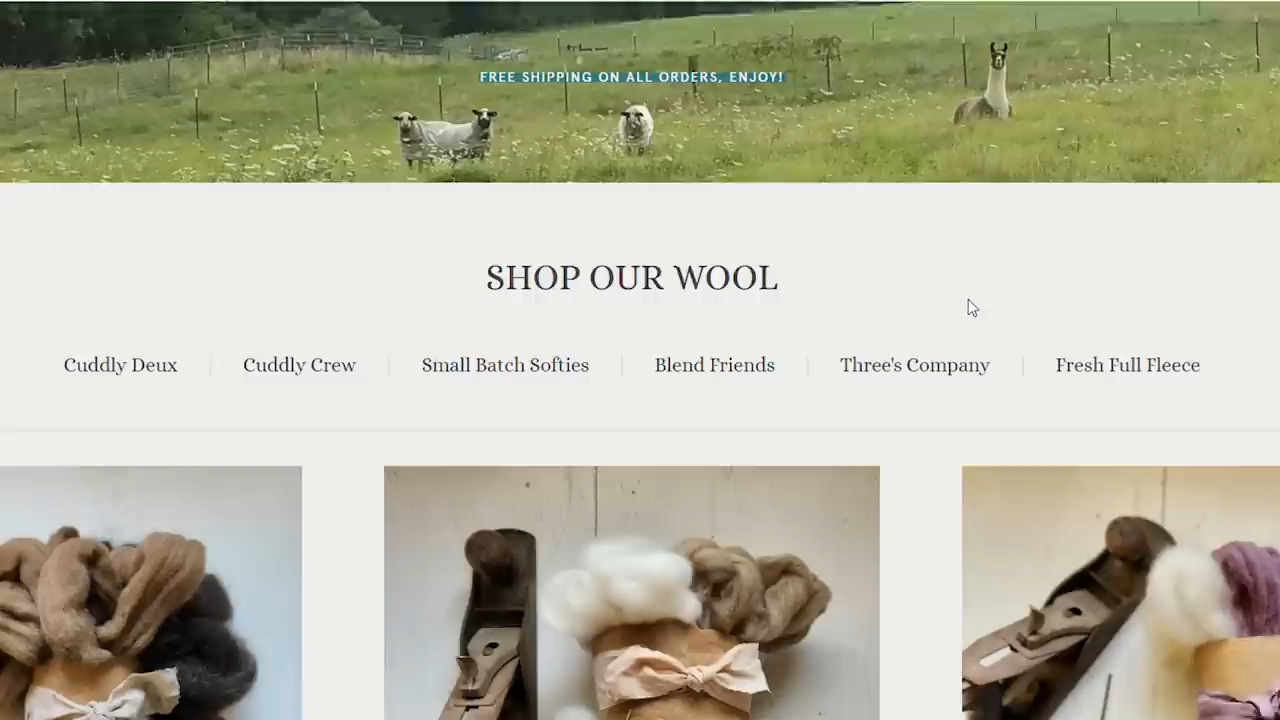 FREE SHIPPING ON ALL ORDERS, ENJOY!
SHOP OUR WOOL
Cuddly Deux
Cuddly Crew
Small Batch Softies
Blend Friends
Three's Company
Fresh Full Fleece